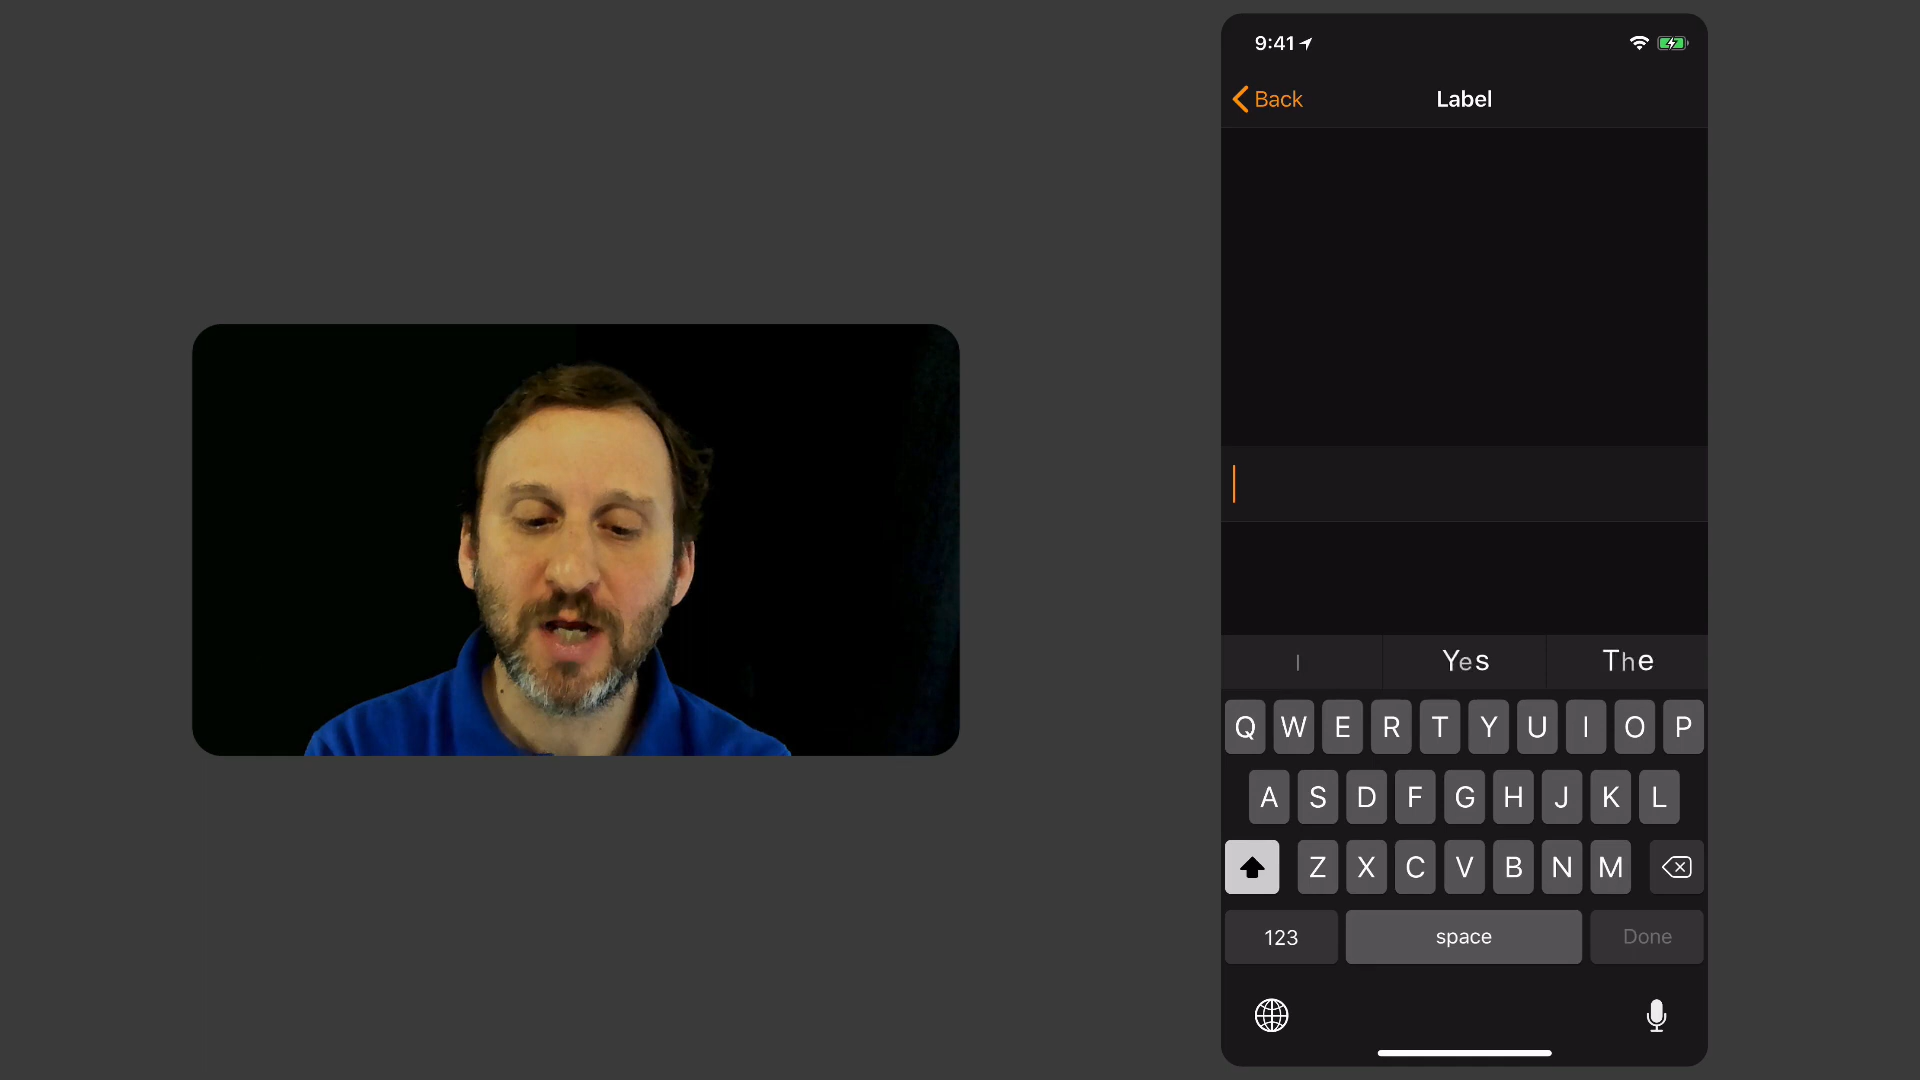 9:41
Back
Label
I
Yes
The
Q W E R T Y U I O P
A S D F G H J K L
Z X C V B N M
123
space
Done